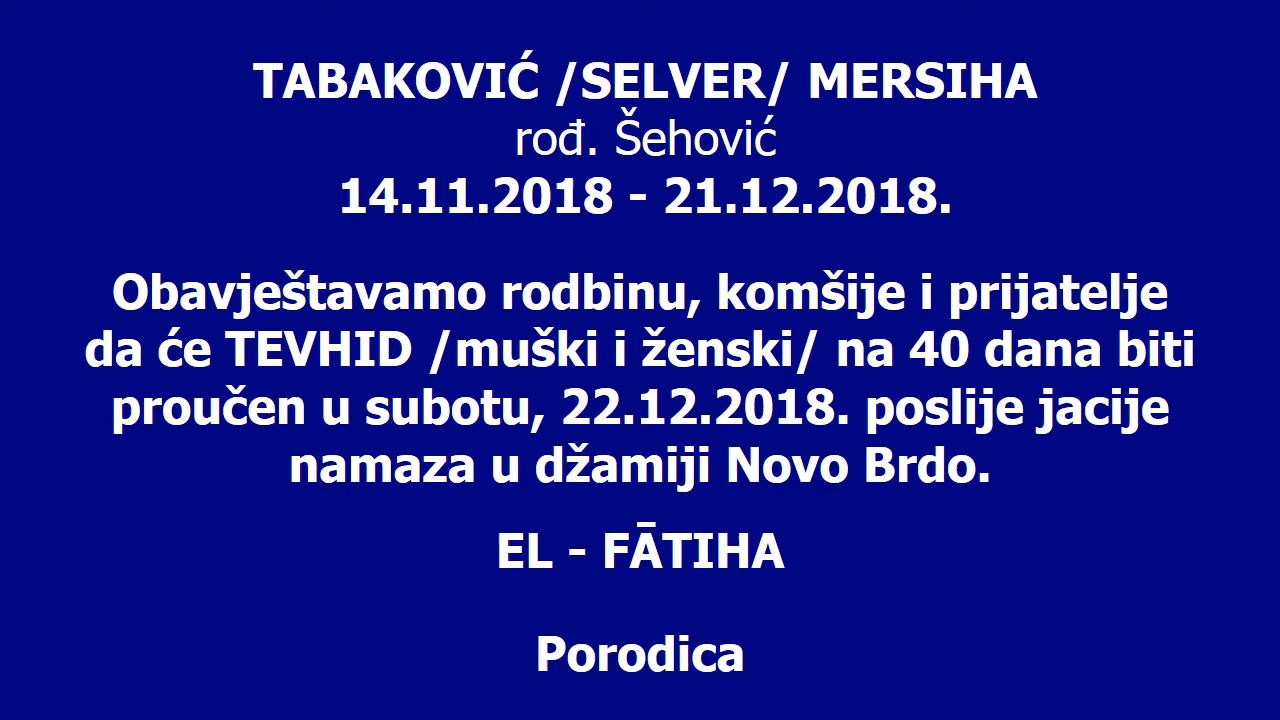 TABAKOVIĆ /SELVER/ MERSIHA
rođ. Šehović
14.11.2018 - 21.12.2018.
Obavještavamo rodbinu, komšije i prijatelje
da će TEVHID /muški i ženski/ na 40 dana biti
proučen u subotu, 22.12.2018. poslije jacije
namaza u džamiji Novo Brdo.
EL - FĀTIHA
Porodica